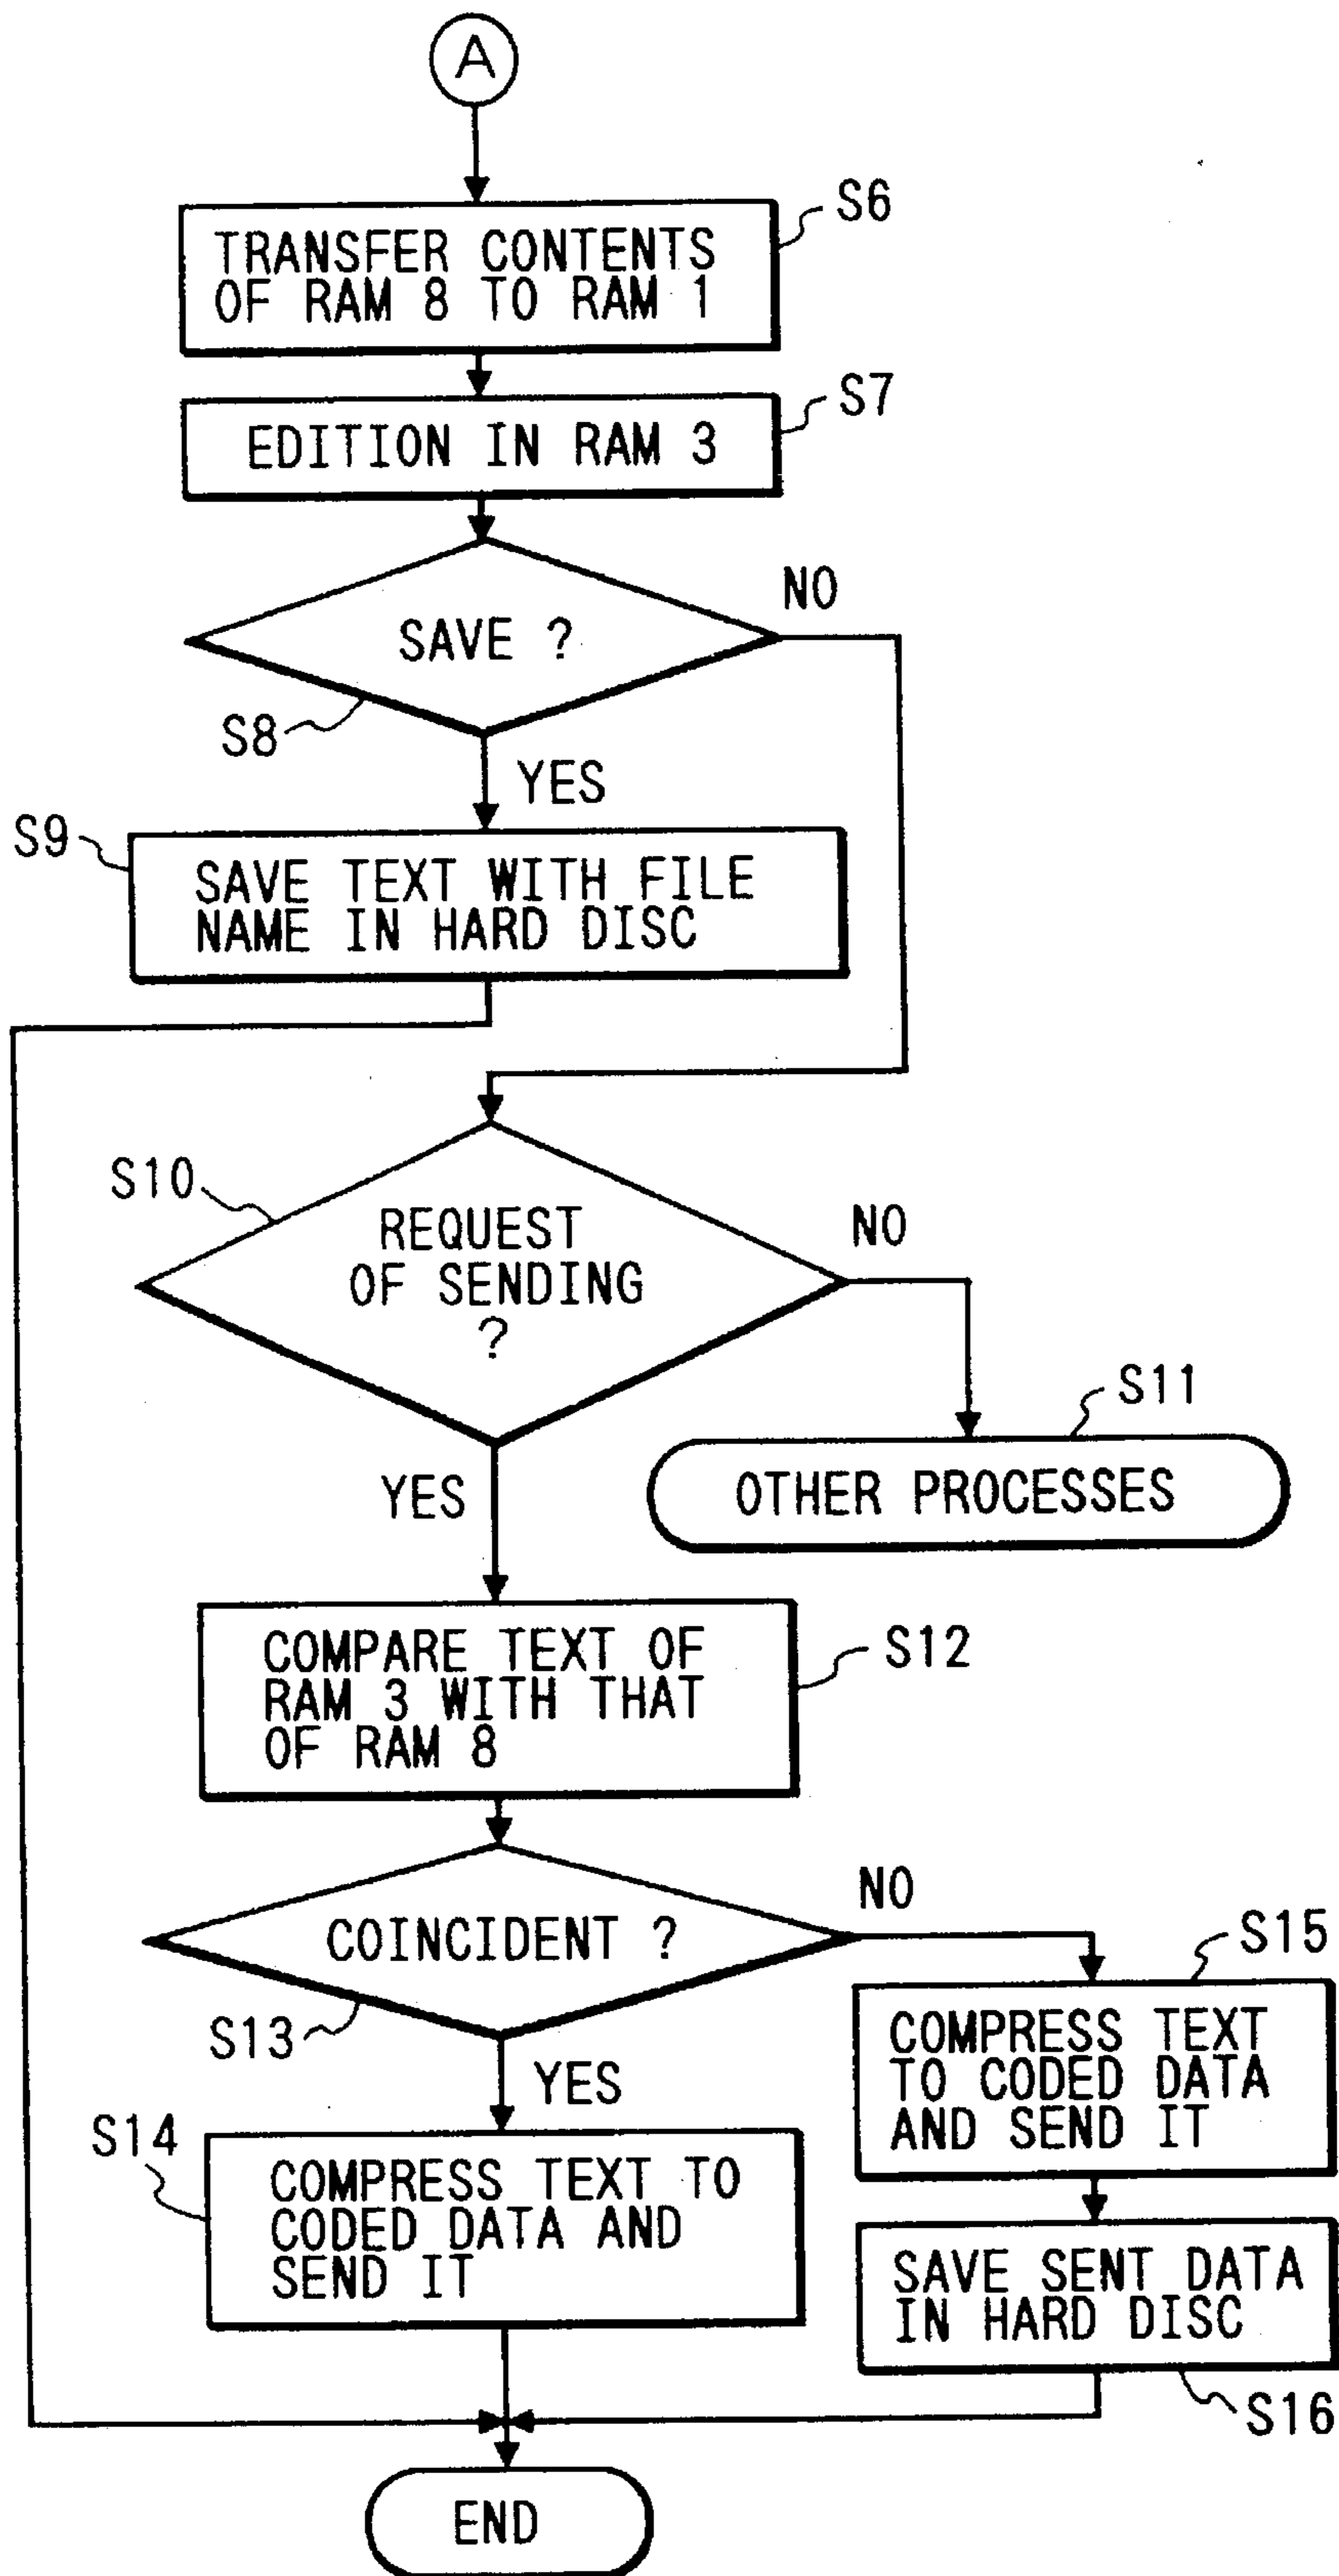 A
S6
TRANSFER CONTENTS
OF RAM 8 TO RAM 1
S7
EDITION IN RAM 3
NO
SAVE ?
S8
YES
S9
SAVE TEXT WITH FILE
NAME IN HARD DISC
S10
REQUEST
OF SENDING
?
NO
S11
OTHER PROCESSES
YES
COMPARE TEXT OF
RAM 3 WITH THAT
OF RAM 8
S12
NO
COINCIDENT ?
S13
YES
S15
COMPRESS TEXT
TO CODED DATA
AND SEND IT
S14
COMPRESS TEXT TO
CODED DATA AND
SEND IT
SAVE SENT DATA
IN HARD DISC
S16
END